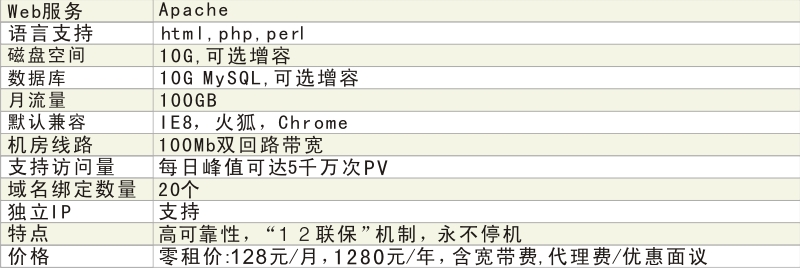 Web服务 Apache
语言支持 html,php,perl
磁盘空间 10G,可选增容
数据库 10G MySQL,可选增容
月流量 100GB
默认兼容 IE8，火狐，Chrome
机房线路 100Mb双回路带宽
支持访问量 每日峰值可达5千万次PV
域名绑定数量 20个
独立IP 支持
特点 高可靠性，“１２联保”机制，永不停机
价格 零租价:128元/月，1280元/年，含宽带费,代理费/优惠面议